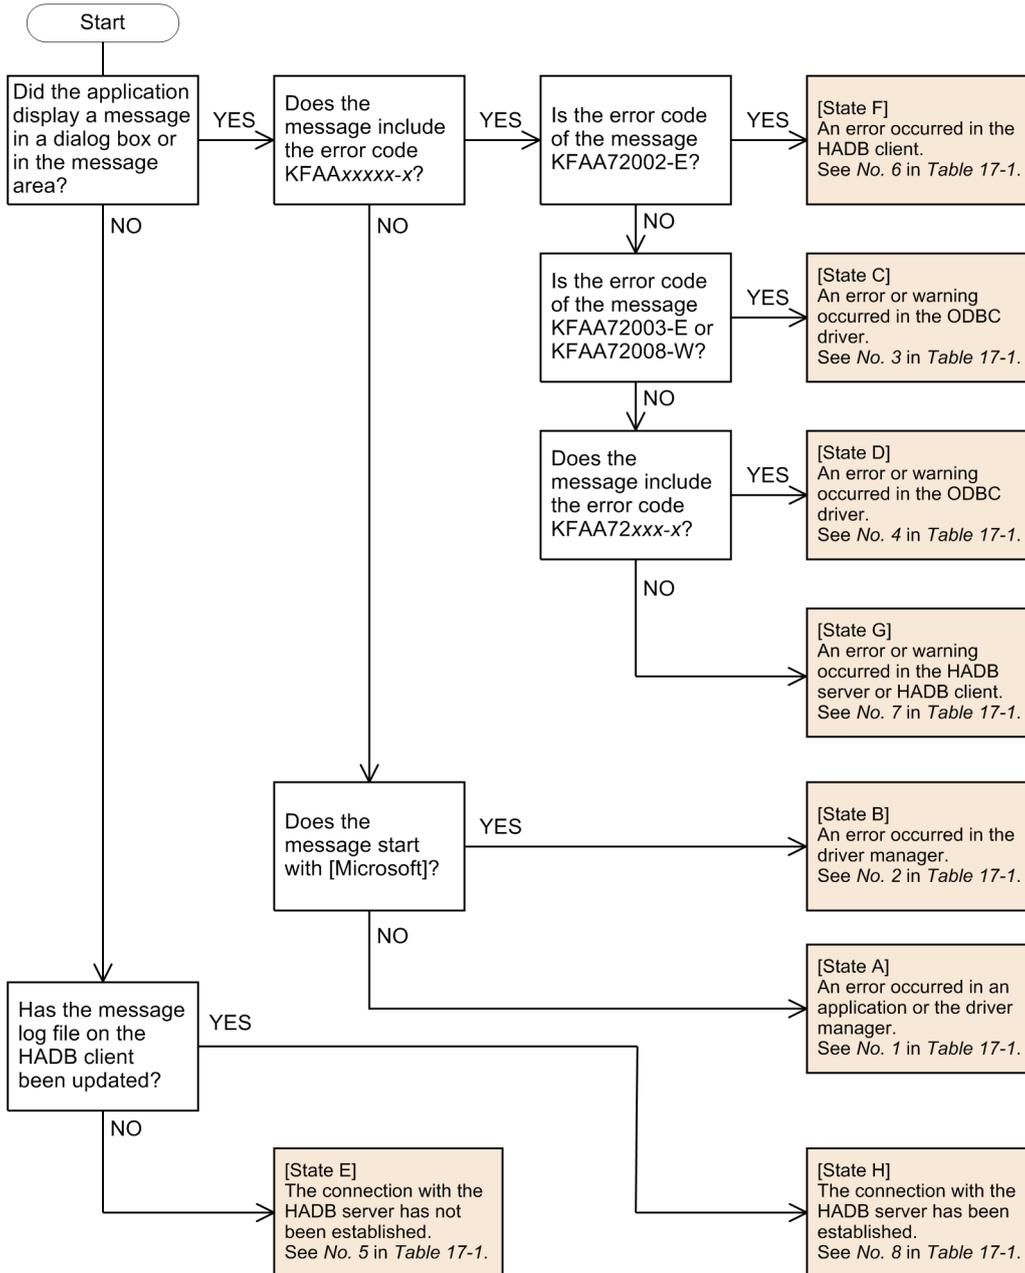 Start
Did the application
display a message
in a dialog box or
in the message
area?
YES
Does the
message include
the error code
KFAAxxxxx-x?
YES
Is the error code
of the message
KFAA72002-E?
YES
[State F]
An error occurred in the
HADB client.
See No. 6 in Table 17-1.
NO
NO
NO
Is the error code
of the message
KFAA72003-E or
KFAA72008-W?
YES
[State C]
An error or warning
occurred in the ODBC
driver.
See No. 3 in Table 17-1.
NO
Does the
message include
the error code
KFAA72xxx-x?
YES
[State D]
An error or warning
occurred in the ODBC
driver.
See No. 4 in Table 17-1.
NO
[State G]
An error or warning
occurred in the HADB
server or HADB client.
See No. 7 in Table 17-1.
Does the
message start
with [Microsoft]?
YES
[State B]
An error occurred in the
driver manager.
See No. 2 in Table 17-1.
NO
[State A]
An error occurred in an
application or the driver
manager.
See No. 1 in Table 17-1.
Has the message
log file on the
HADB client
been updated?
YES
NO
[State E]
The connection with the
HADB server has not
been established.
See No. 5 in Table 17-1.
[State H]
The connection with the
HADB server has been
established.
See No. 8 in Table 17-1.